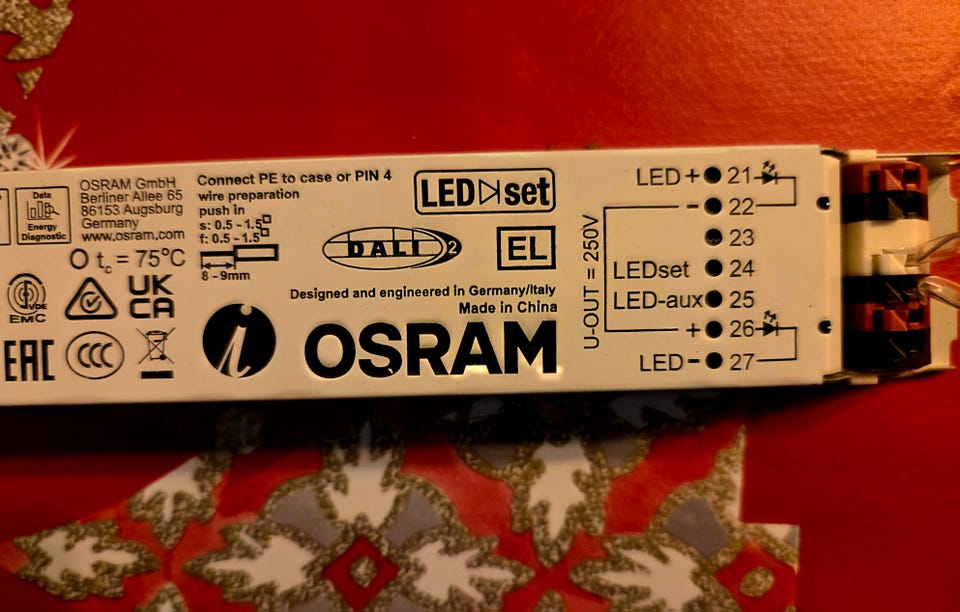 Data
Energy
Diagnostic
OSRAM GmbH
Berliner Allee 65
86153 Augsburg
Germany
www.osram.com
tc = 75°C
VDE
EMC
UK
CA
EAC
CCC
Connect PE to case or PIN 4
wire preparation
push in
s: 0.5 - 1.5
f: 0.5 - 1.5
8 - 9mm
LED set
DALI 2
EL
Designed and engineered in Germany/Italy
Made in China
OSRAM
U-OUT = 250V
LED + 21
- 22
23
LEDset 24
LED-aux 25
+ 26
LED - 27